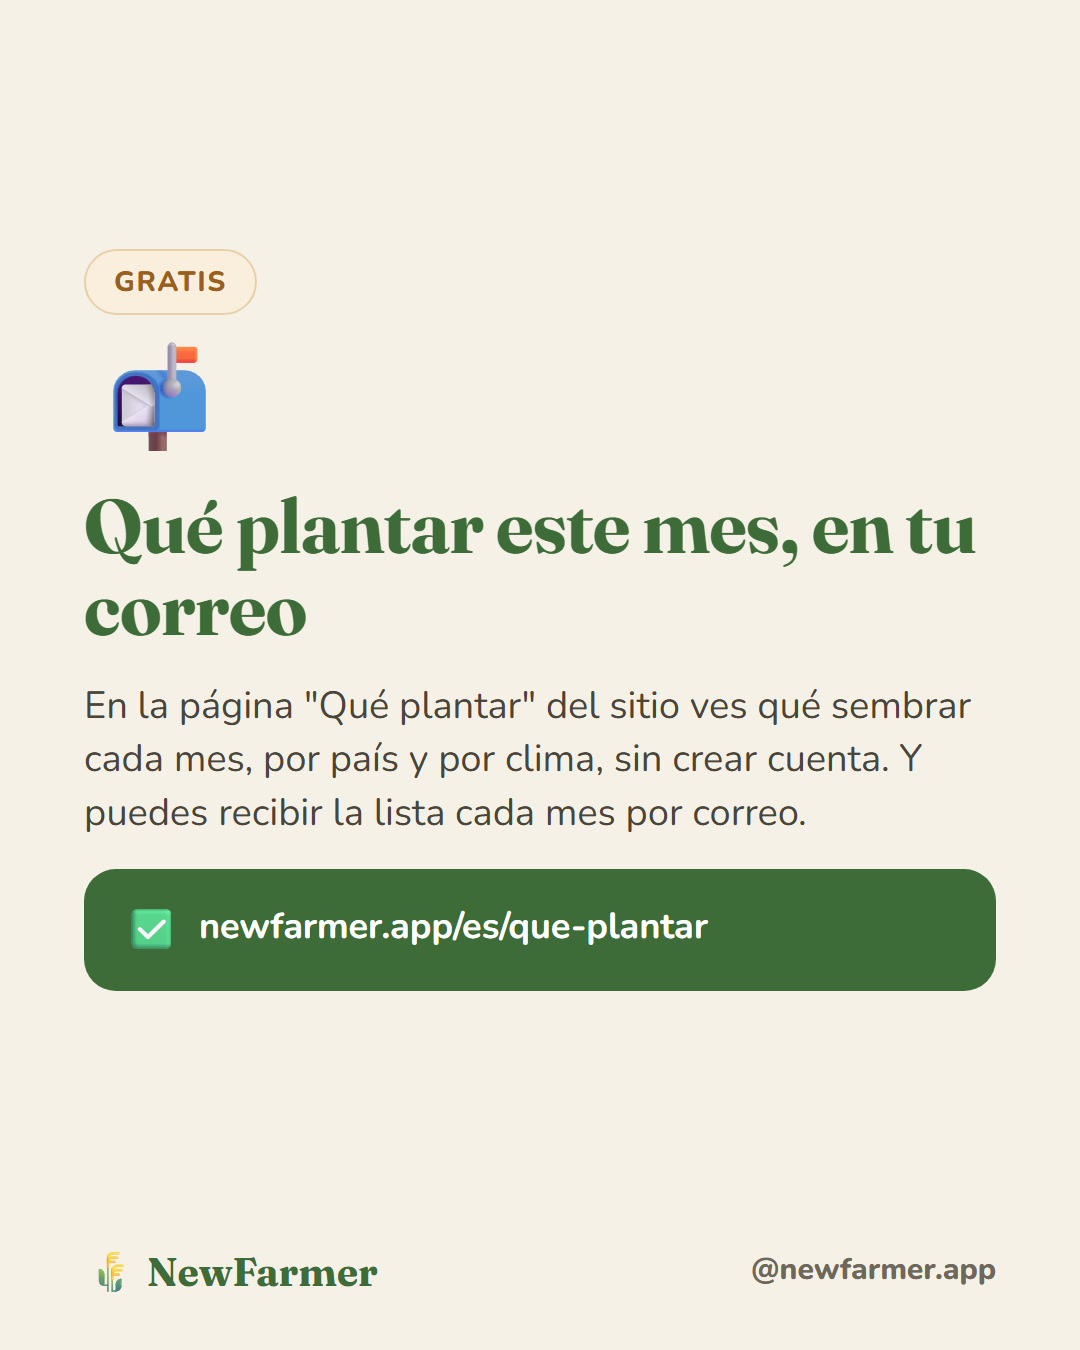 GRATIS
Qué plantar este mes, en tu
correo
En la página "Qué plantar" del sitio ves qué sembrar
cada mes, por país y por clima, sin crear cuenta. Y
puedes recibir la lista cada mes por correo.
newfarmer.app/es/que-plantar
NewFarmer
@newfarmer.app